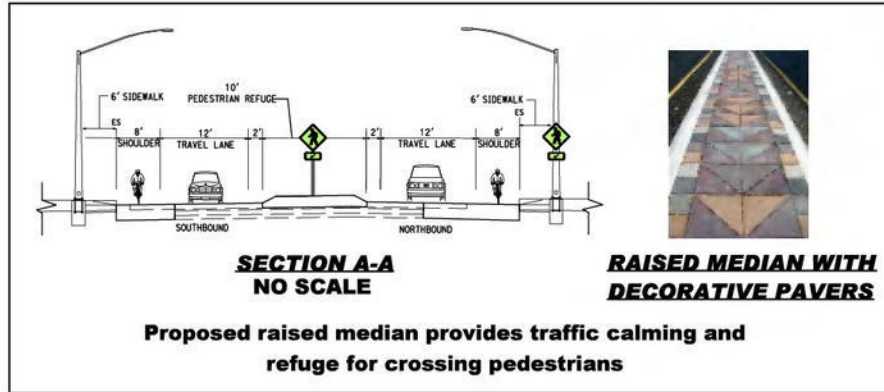 10'
PEDESTRIAN REFUGE
6' SIDEWALK
6' SIDEWALK
ES
ES
8'
SHOULDER
12'
TRAVEL LANE
2'
2'
12'
TRAVEL LANE
8'
SHOULDER
SOUTHBOUND
NORTHBOUND
SECTION A-A
NO SCALE
RAISED MEDIAN WITH
DECORATIVE PAVERS
Proposed raised median provides traffic calming and
refuge for crossing pedestrians